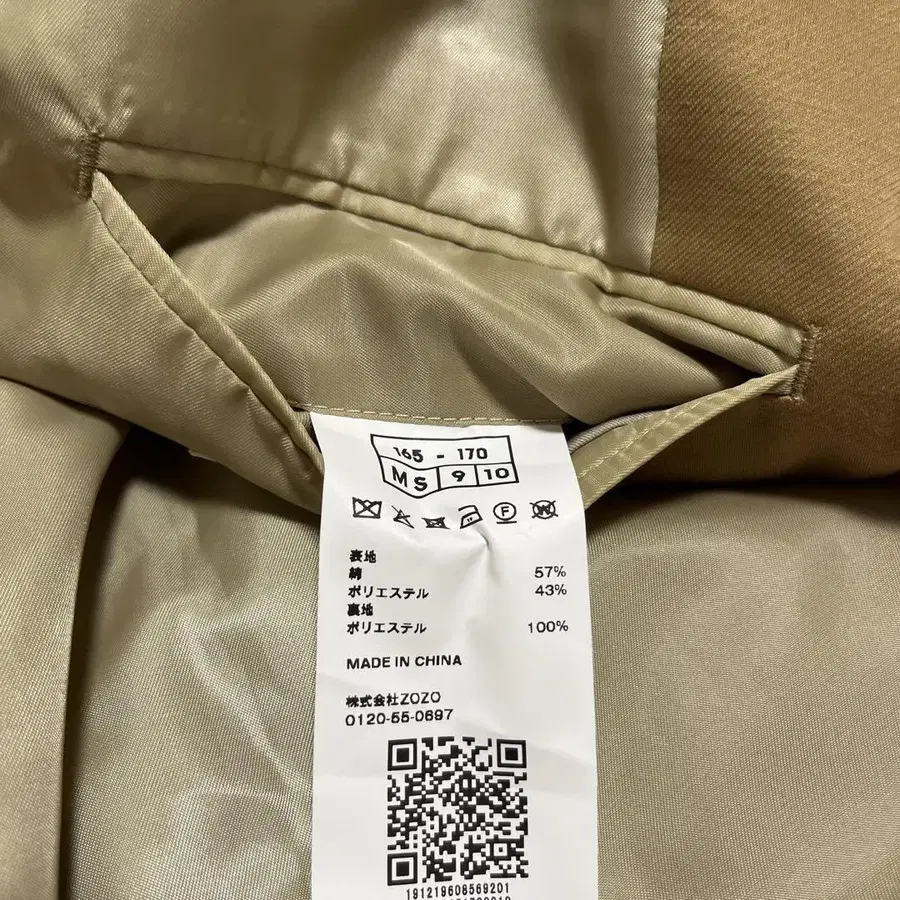 165 - 170
MS 9 10
F
W
表地
綿 57%
ポリエステル 43%
裏地
ポリエステル 100%
MADE IN CHINA
株式会社ZOZO
0120-55-0697
191219608569201